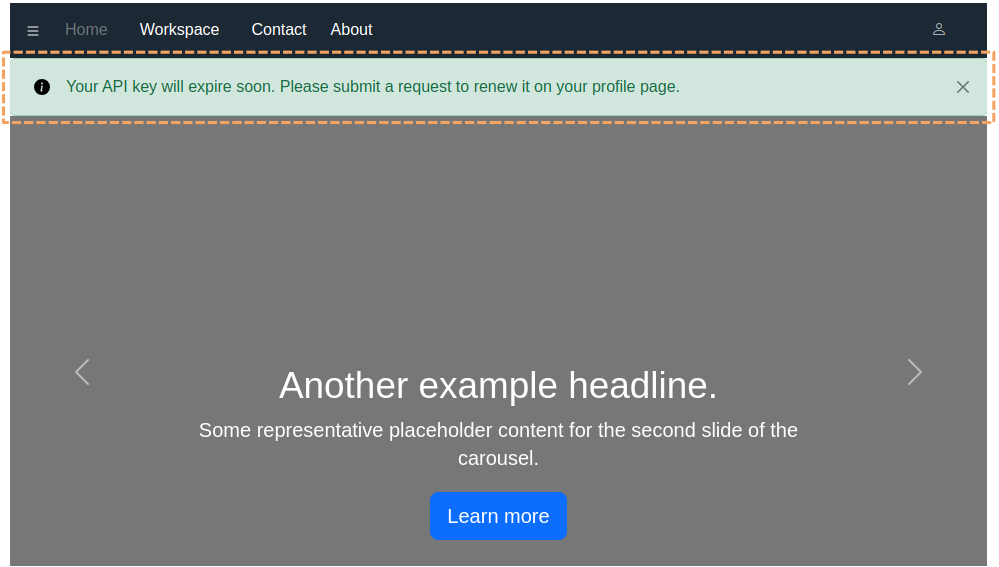 Home Workspace Contact About
Your API key will expire soon. Please submit a request to renew it on your profile page.
Another example headline.
Some representative placeholder content for the second slide of the
carousel.
Learn more